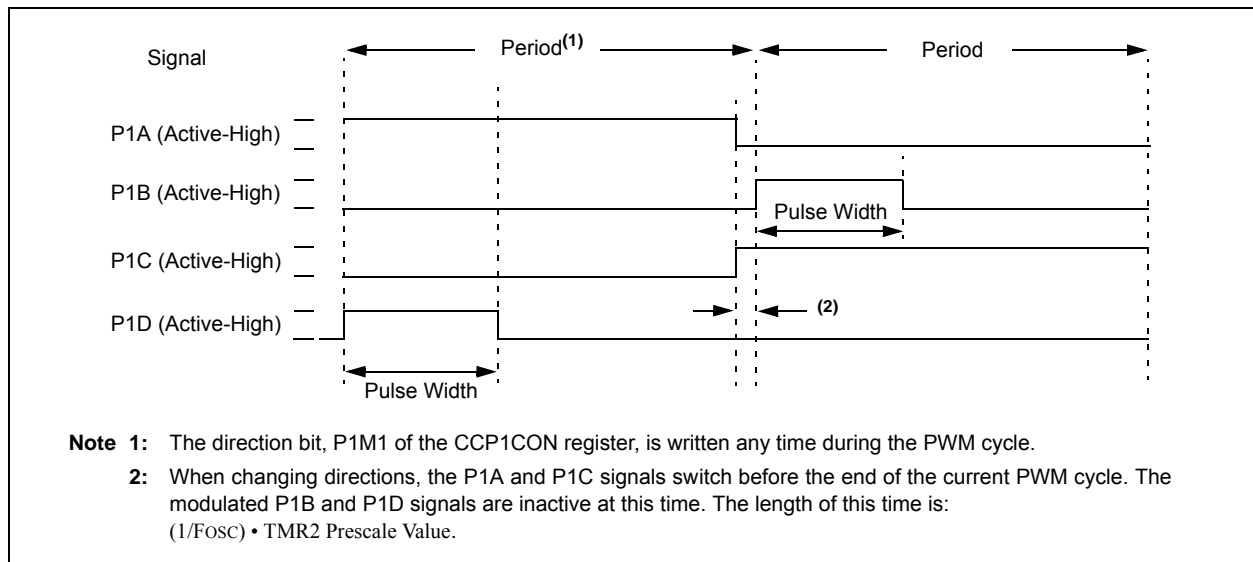 Signal
Period(1)
Period
P1A (Active-High)
P1B (Active-High)
Pulse Width
P1C (Active-High)
(2)
P1D (Active-High)
Pulse Width
Note 1: The direction bit, P1M1 of the CCP1CON register, is written any time during the PWM cycle.
2: When changing directions, the P1A and P1C signals switch before the end of the current PWM cycle. The
modulated P1B and P1D signals are inactive at this time. The length of this time is:
(1/FOSC) • TMR2 Prescale Value.